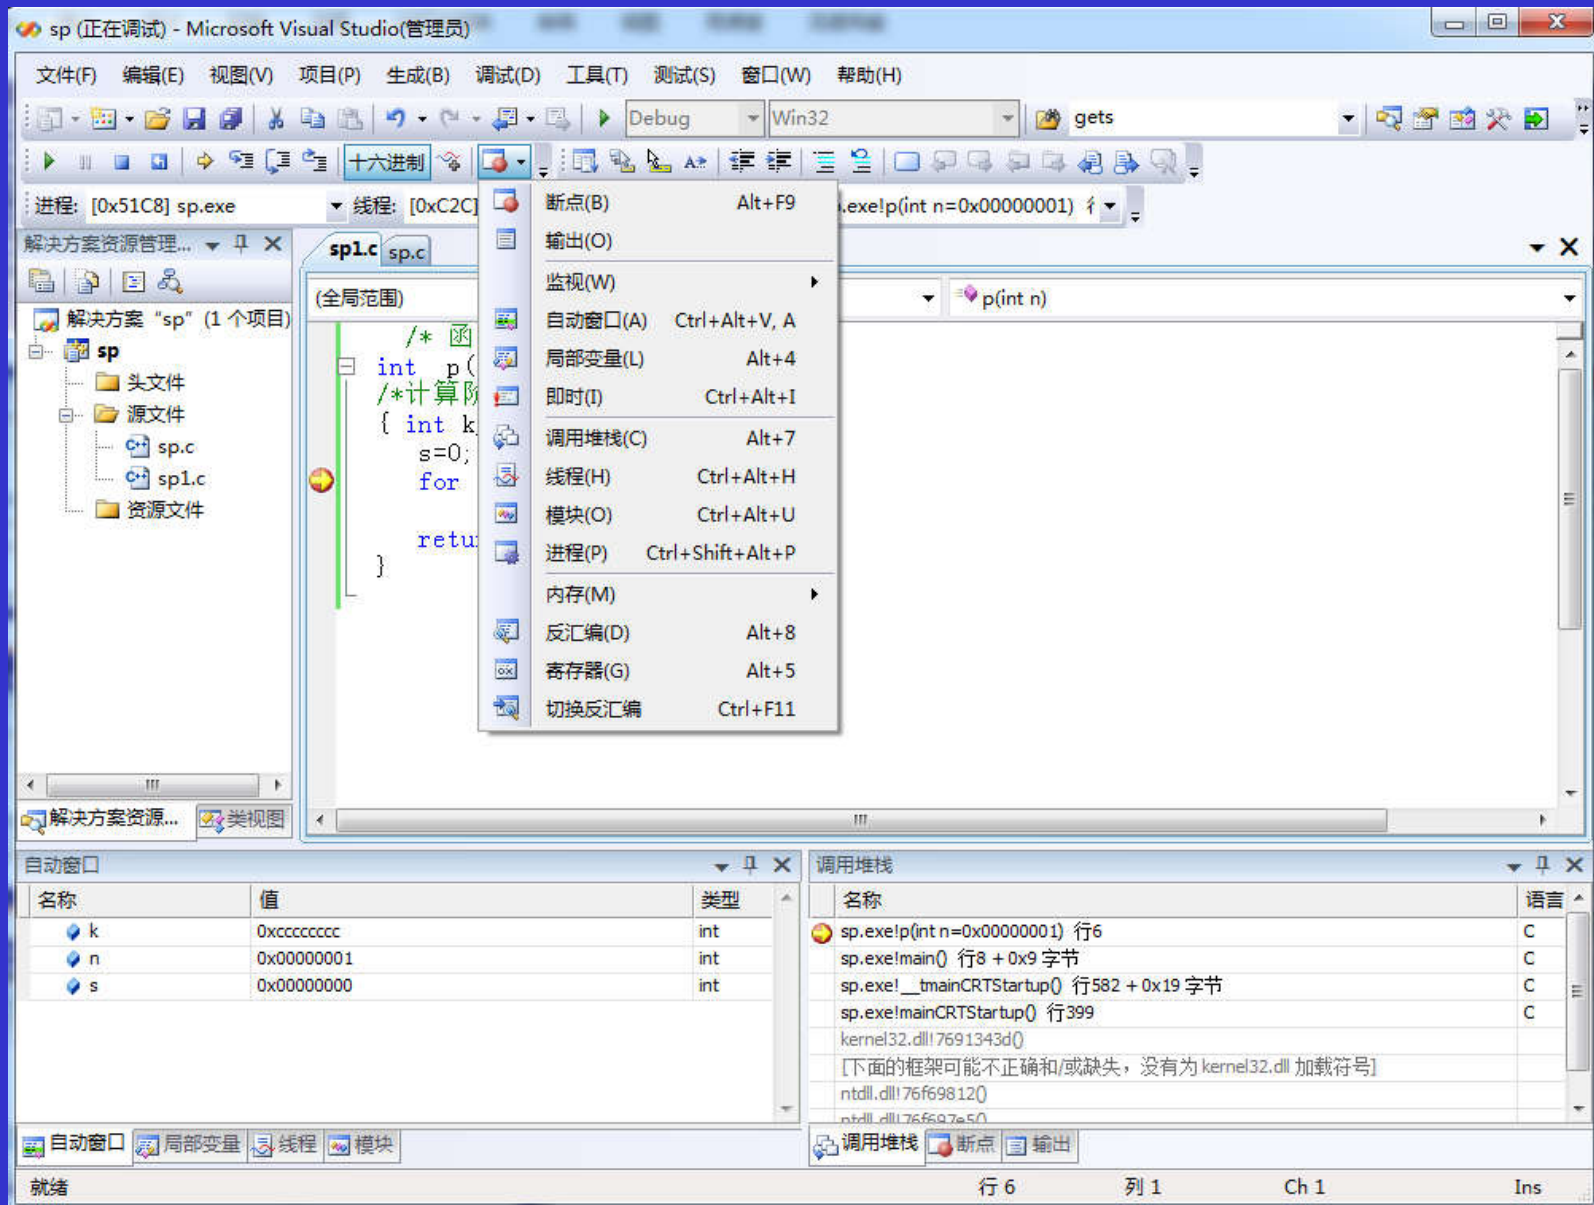 sp (正在调试) - Microsoft Visual Studio(管理员)
文件(F) 编辑(E) 视图(V) 项目(P) 生成(B) 调试(D) 工具(T) 测试(S) 窗口(W) 帮助(H)
Debug Win32 gets
十六进制
进程: [0x51C8] sp.exe 线程: [0xC2C] .exe!p(int n=0x00000001)
断点(B) Alt+F9
输出(O)
监视(W)
自动窗口(A) Ctrl+Alt+V, A
局部变量(L) Alt+4
即时(I) Ctrl+Alt+I
调用堆栈(C) Alt+7
线程(H) Ctrl+Alt+H
模块(O) Ctrl+Alt+U
进程(P) Ctrl+Shift+Alt+P
内存(M)
反汇编(D) Alt+8
寄存器(G) Alt+5
切换反汇编 Ctrl+F11
解决方案资源管理...
解决方案 "sp" (1 个项目)
sp
头文件
源文件
sp.c
sp1.c
资源文件
解决方案资源... 类视图
sp1.c sp.c
(全局范围) p(int n)
/* 函
int p(
/*计算阶
{ int k
s=0;
for
retu
}
自动窗口
名称 值 类型
k 0xcccccccc int
n 0x00000001 int
s 0x00000000 int
自动窗口 局部变量 线程 模块
调用堆栈
名称 语言
sp.exe!p(int n=0x00000001) 行6 C
sp.exe!main() 行8 + 0x9 字节 C
sp.exe!__tmainCRTStartup() 行582 + 0x19 字节 C
sp.exe!mainCRTStartup() 行399 C
kernel32.dll!7691343d()
[下面的框架可能不正确和/或缺失，没有为 kernel32.dll 加载符号]
ntdll.dll!76f69812()
ntdll.dll!76f697e5()
调用堆栈 断点 输出
就绪 行 6 列 1 Ch 1 Ins